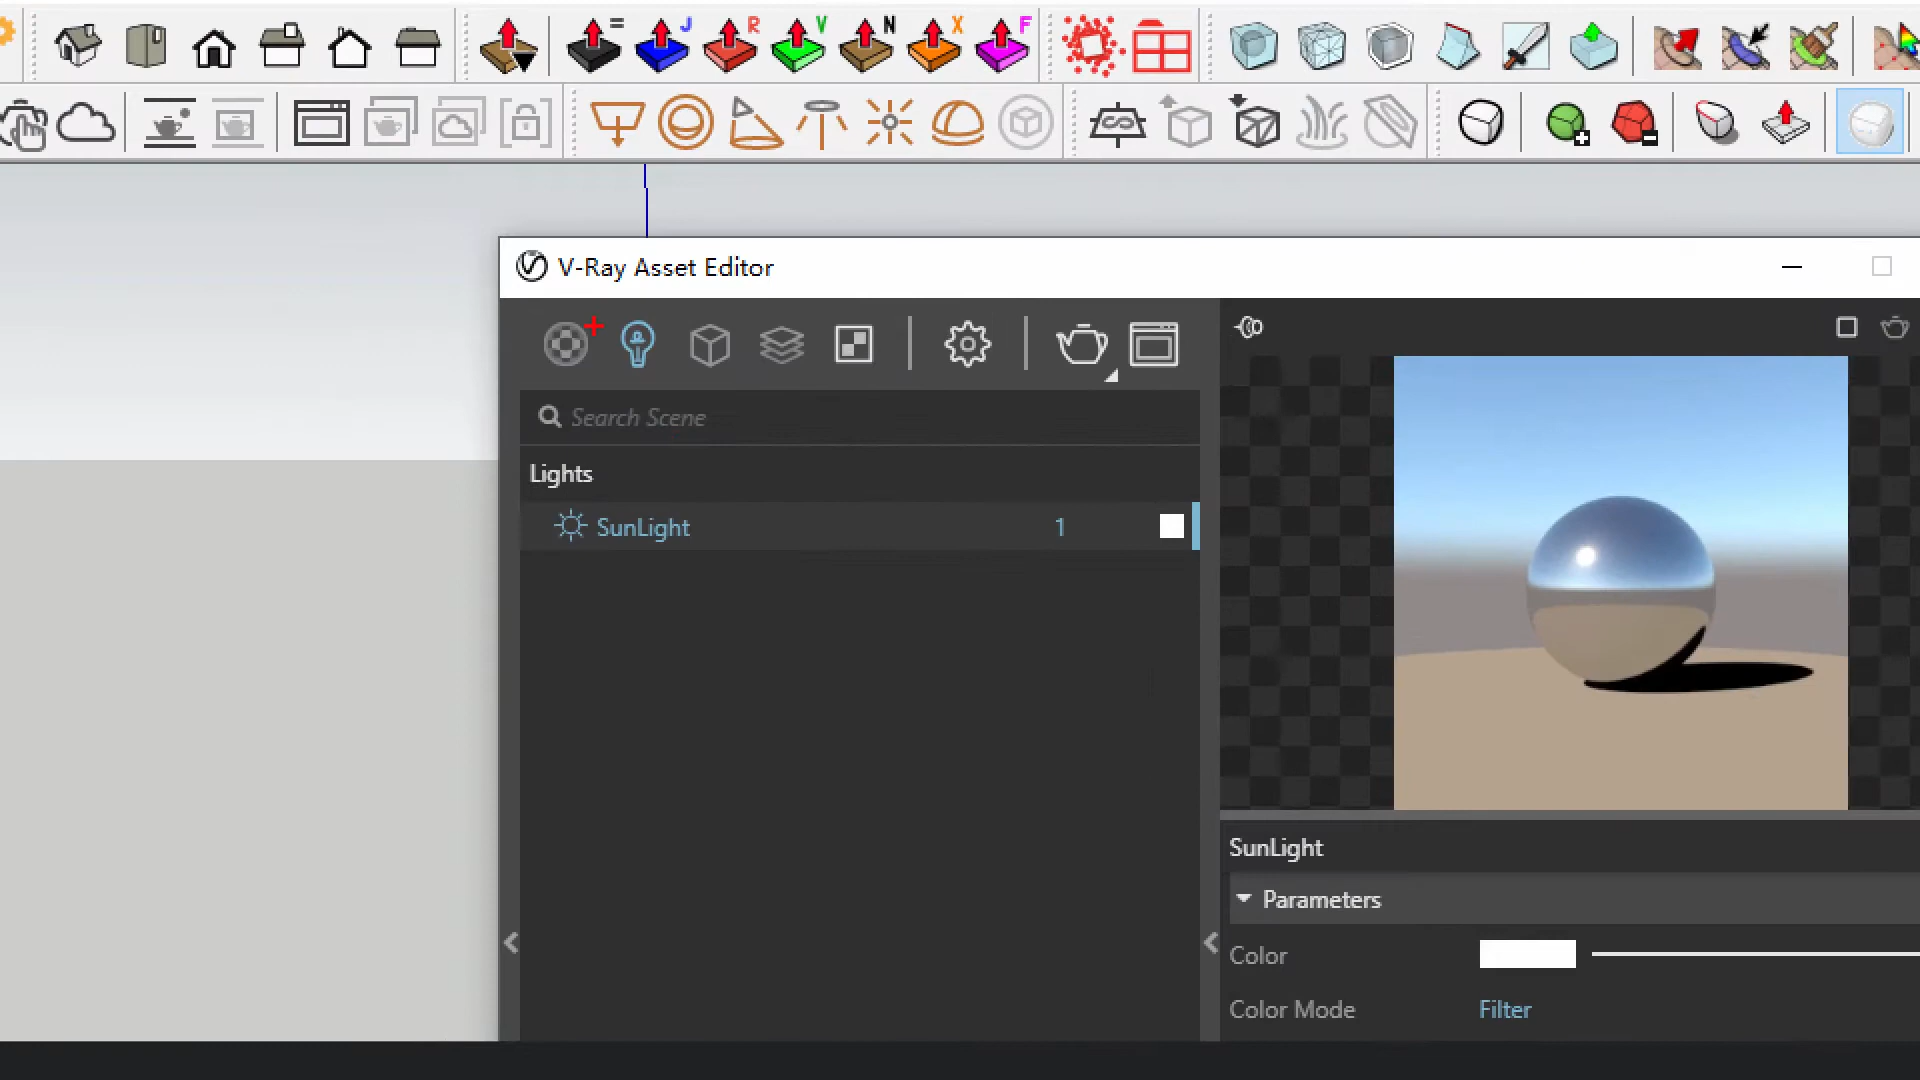 = J R V N X F
V-Ray Asset Editor
Search Scene
Lights
SunLight 1
SunLight
Parameters
Color
Color Mode Filter